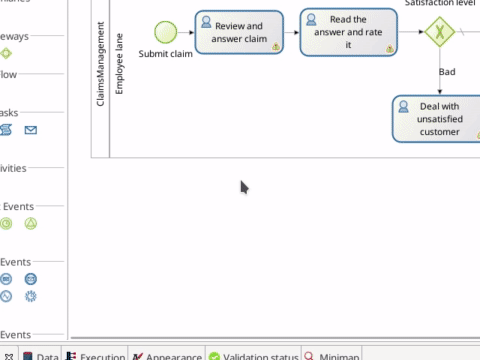 Satisfaction level
Review and
answer claim
Read the
answer and rate
it
Submit claim
Bad
Deal with
unsatisfied
customer
ClaimsManagement
Employee lane
eways
low
asks
ivities
Events
Events
Events
Data
Execution
Appearance
Validation status
Minimap